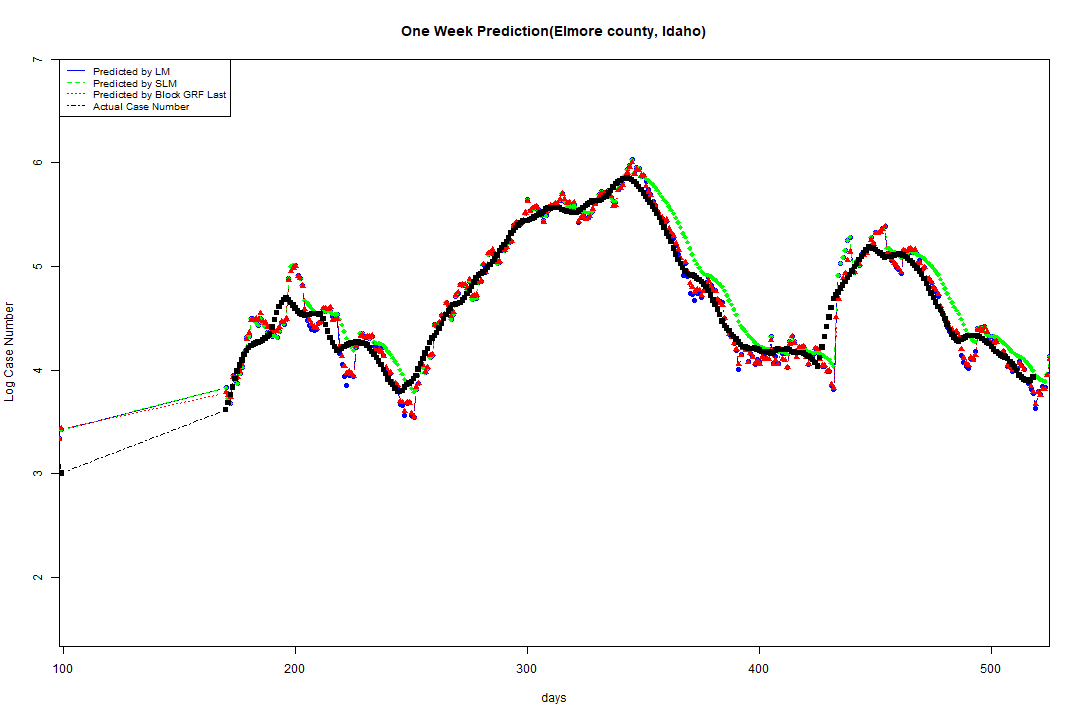 One Week Prediction(Elmore county, Idaho)
Predicted by LM
Predicted by SLM
Predicted by Block GRF Last
Actual Case Number
7
6
5
4
3
2
Log Case Number
100 200 300 400 500
days